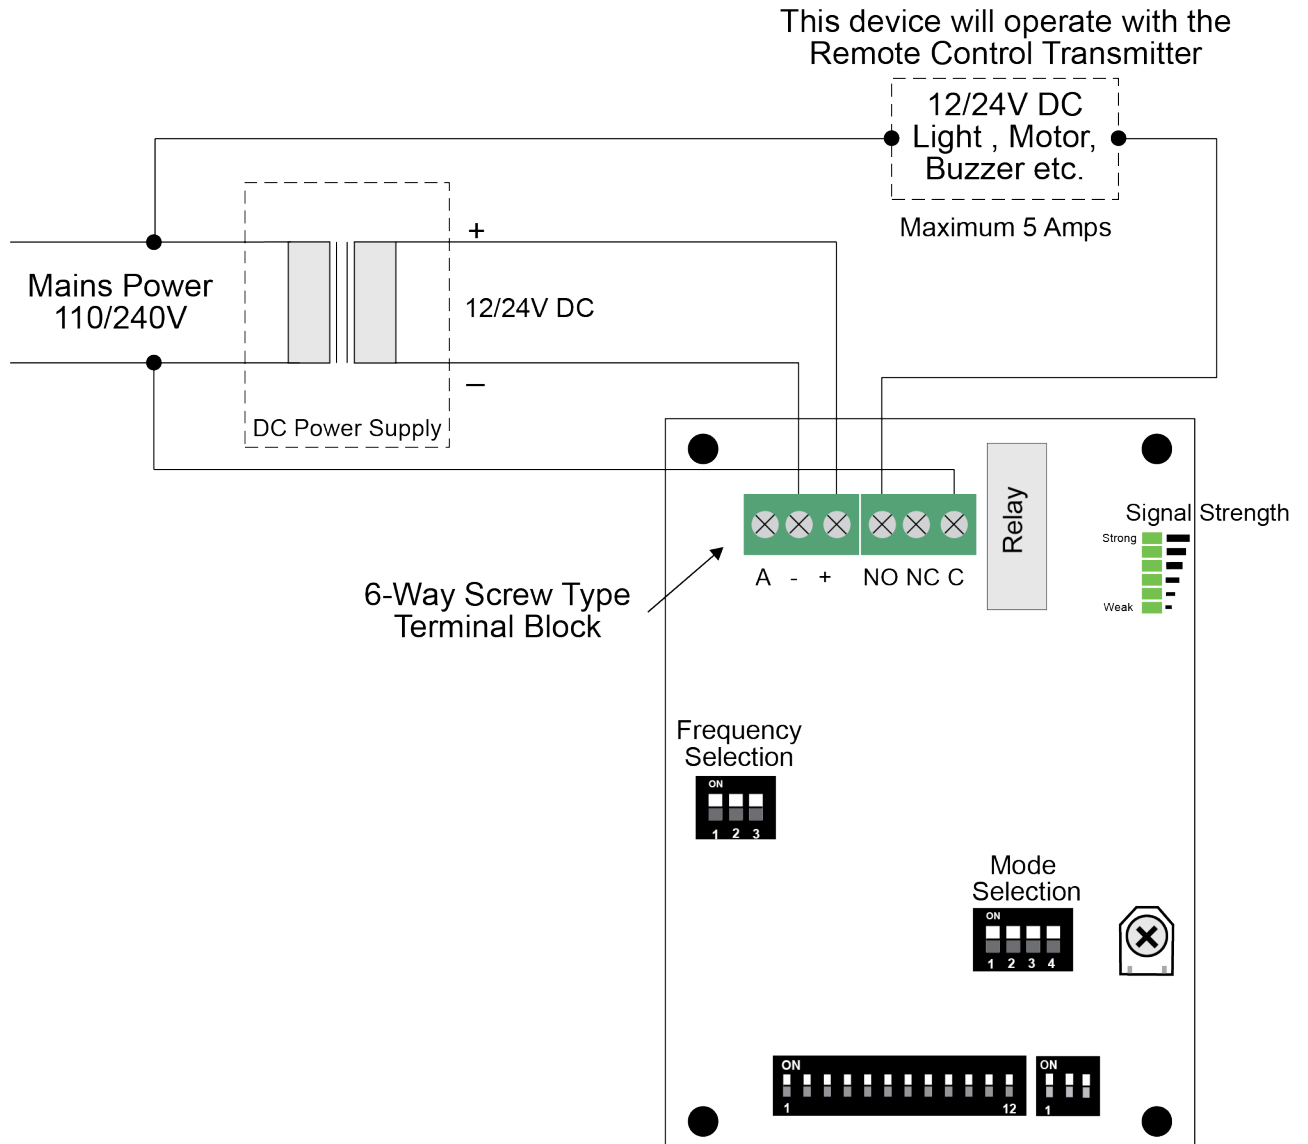 This device will operate with the
Remote Control Transmitter
12/24V DC
Light , Motor,
Buzzer etc.
Maximum 5 Amps
+
Mains Power
110/240V
12/24V DC
–
DC Power Supply
Relay
Signal Strength
Strong
Weak
A - + NO NC C
6-Way Screw Type
Terminal Block
Frequency
Selection
ON
1 2 3
Mode
Selection
ON
1 2 3 4
ON
1 12
ON
1